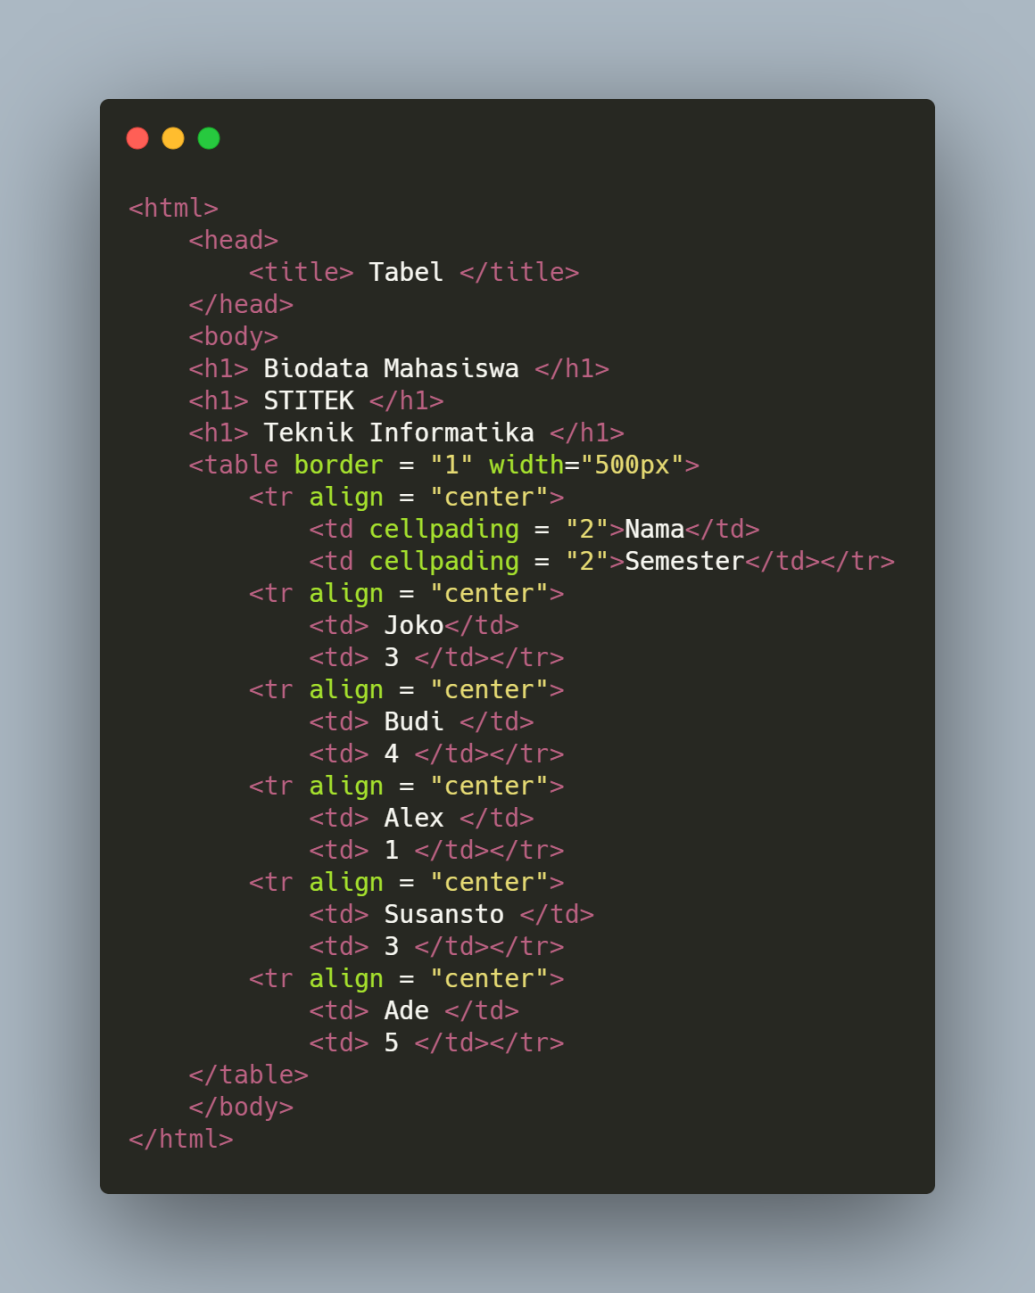 <html>
    <head>
        <title> Tabel </title>
    </head>
    <body>
    <h1> Biodata Mahasiswa </h1>
    <h1> STITEK </h1>
    <h1> Teknik Informatika </h1>
    <table border = "1" width="500px">
        <tr align = "center">
            <td cellpading = "2">Nama</td>
            <td cellpading = "2">Semester</td></tr>
        <tr align = "center">
            <td> Joko</td>
            <td> 3 </td></tr>
        <tr align = "center">
            <td> Budi </td>
            <td> 4 </td></tr>
        <tr align = "center">
            <td> Alex </td>
            <td> 1 </td></tr>
        <tr align = "center">
            <td> Susansto </td>
            <td> 3 </td></tr>
        <tr align = "center">
            <td> Ade </td>
            <td> 5 </td></tr>
    </table>
    </body>
</html>